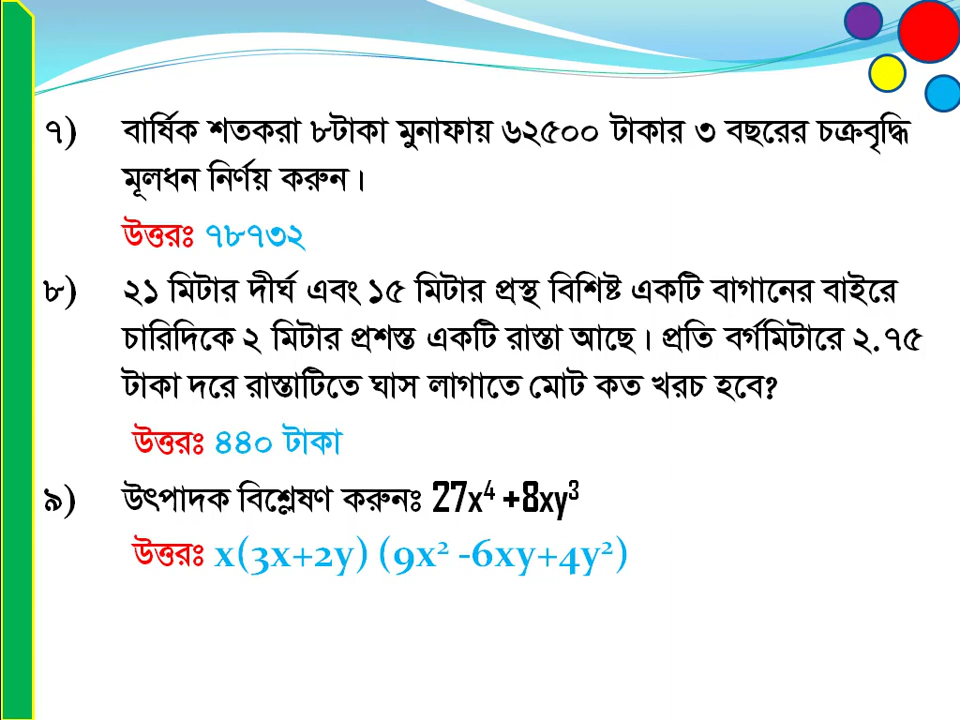 ৭) বার্ষিক শতকরা ৮টাকা মুনাফায় ৬২৫০০ টাকার ৩ বছরের চক্রবৃদ্ধি
মূলধন নির্ণয় করুন।
উত্তরঃ ৭৮৭৩২
৮) ২১ মিটার দীর্ঘ এবং ১৫ মিটার প্রস্থ বিশিষ্ট একটি বাগানের বাইরে
চারিদিকে ২ মিটার প্রশস্ত একটি রাস্তা আছে। প্রতি বর্গমিটারে ২.৭৫
টাকা দরে রাস্তাটিতে ঘাস লাগাতে মোট কত খরচ হবে?
উত্তরঃ ৪৪০ টাকা
৯) উৎপাদক বিশ্লেষণ করুনঃ 27x⁴ +8xy³
উত্তরঃ x(3x+2y) (9x² -6xy+4y²)